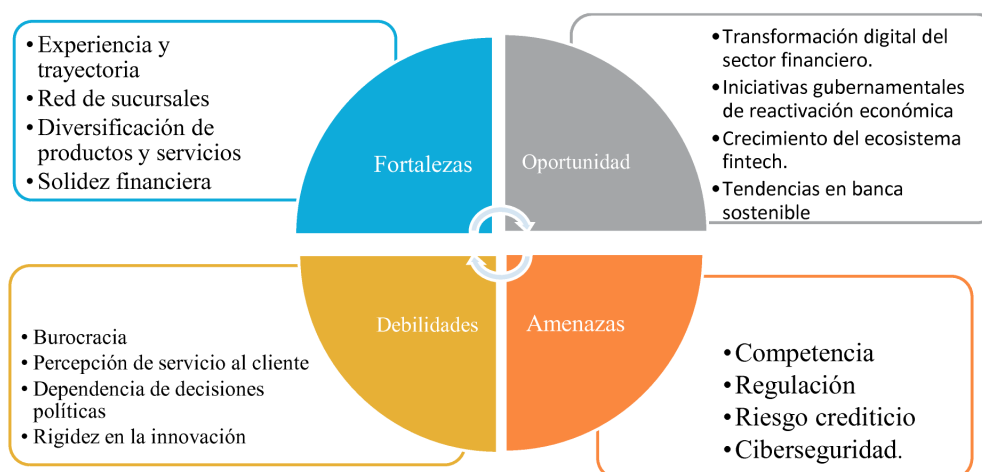 • Experiencia y
trayectoria
• Red de sucursales
• Diversificación de
productos y servicios
• Solidez financiera
Fortalezas
Oportunidad
•Transformación digital del
sector financiero.
•Iniciativas gubernamentales
de reactivación económica
•Crecimiento del ecosistema
fintech.
•Tendencias en banca
sostenible
• Burocracia
• Percepción de servicio al cliente
• Dependencia de decisiones
políticas
• Rigidez en la innovación
Debilidades
Amenazas
•Competencia
•Regulación
•Riesgo crediticio
•Ciberseguridad.